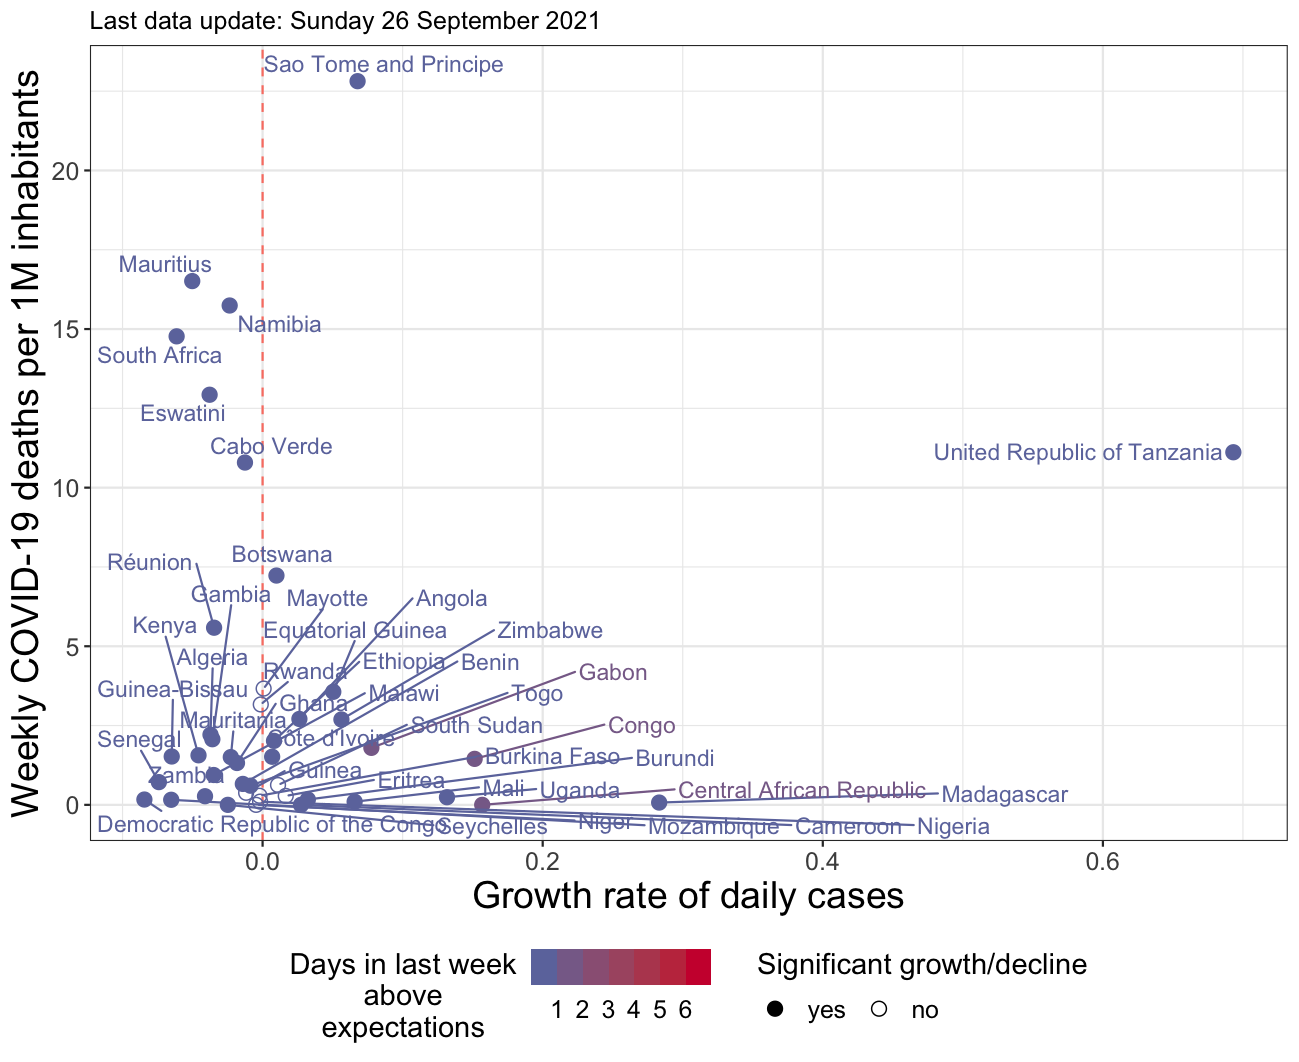 Last data update: Sunday 26 September 2021
Weekly COVID-19 deaths per 1M inhabitants
20
15
10
5
0
Sao Tome and Principe
Mauritius
Namibia
South Africa
Eswatini
Cabo Verde
United Republic of Tanzania
Botswana
Réunion
Gambia
Mayotte
Angola
Kenya
Equatorial Guinea
Zimbabwe
Algeria
Rwanda
Ethiopia
Benin
Gabon
Guinea-Bissau
Ghana
Malawi
Togo
Mauritania
South Sudan
Congo
Senegal
Côte d'Ivoire
Burkina Faso
Burundi
Zambia
Guinea
Eritrea
Mali
Uganda
Central African Republic
Madagascar
Democratic Republic of the Congo
Seychelles
Niger
Mozambique
Cameroon
Nigeria
0.0
0.2
0.4
0.6
Growth rate of daily cases
Days in last week
above
expectations
1 2 3 4 5 6
Significant growth/decline
yes
no